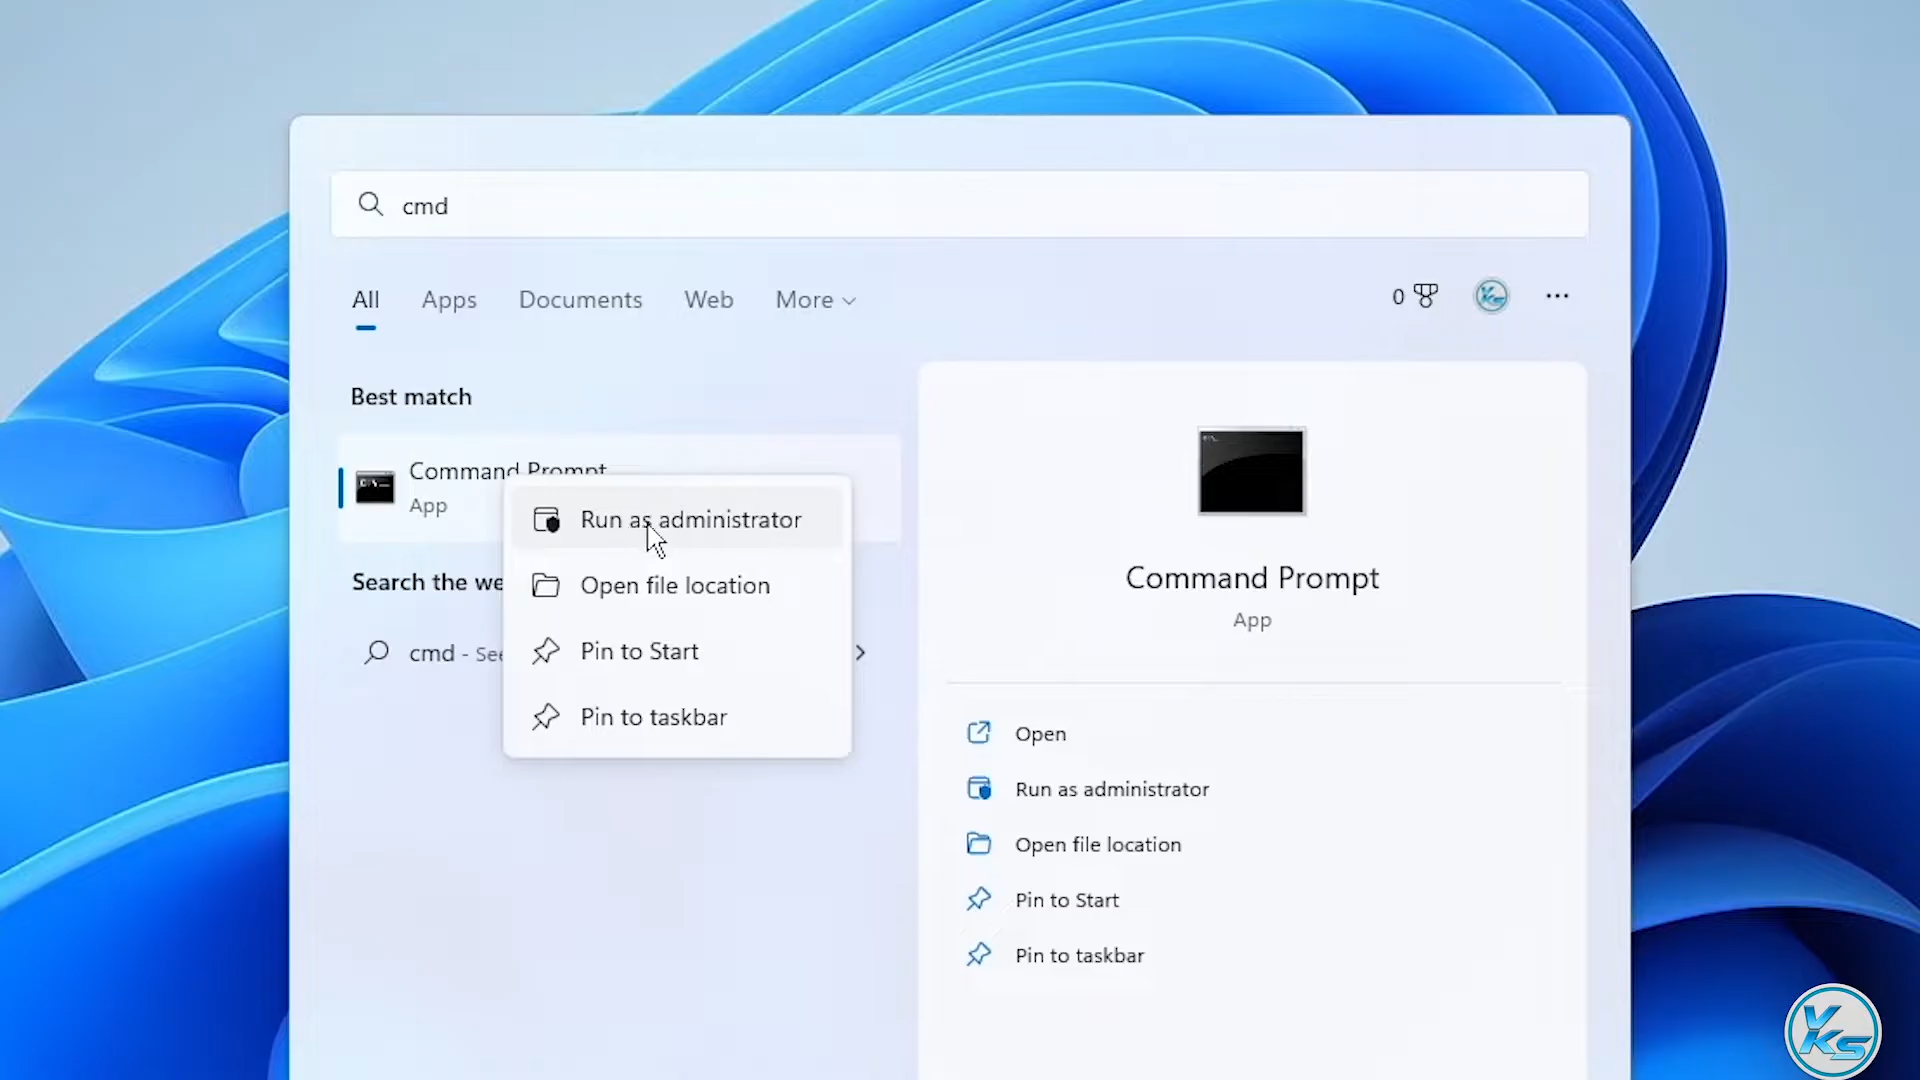 cmd
All Apps Documents Web More
0
Best match
Command Prompt
App
Run as administrator
Open file location
Pin to Start
Pin to taskbar
Search the we
cmd - See
Command Prompt
App
Open
Run as administrator
Open file location
Pin to Start
Pin to taskbar
VKS